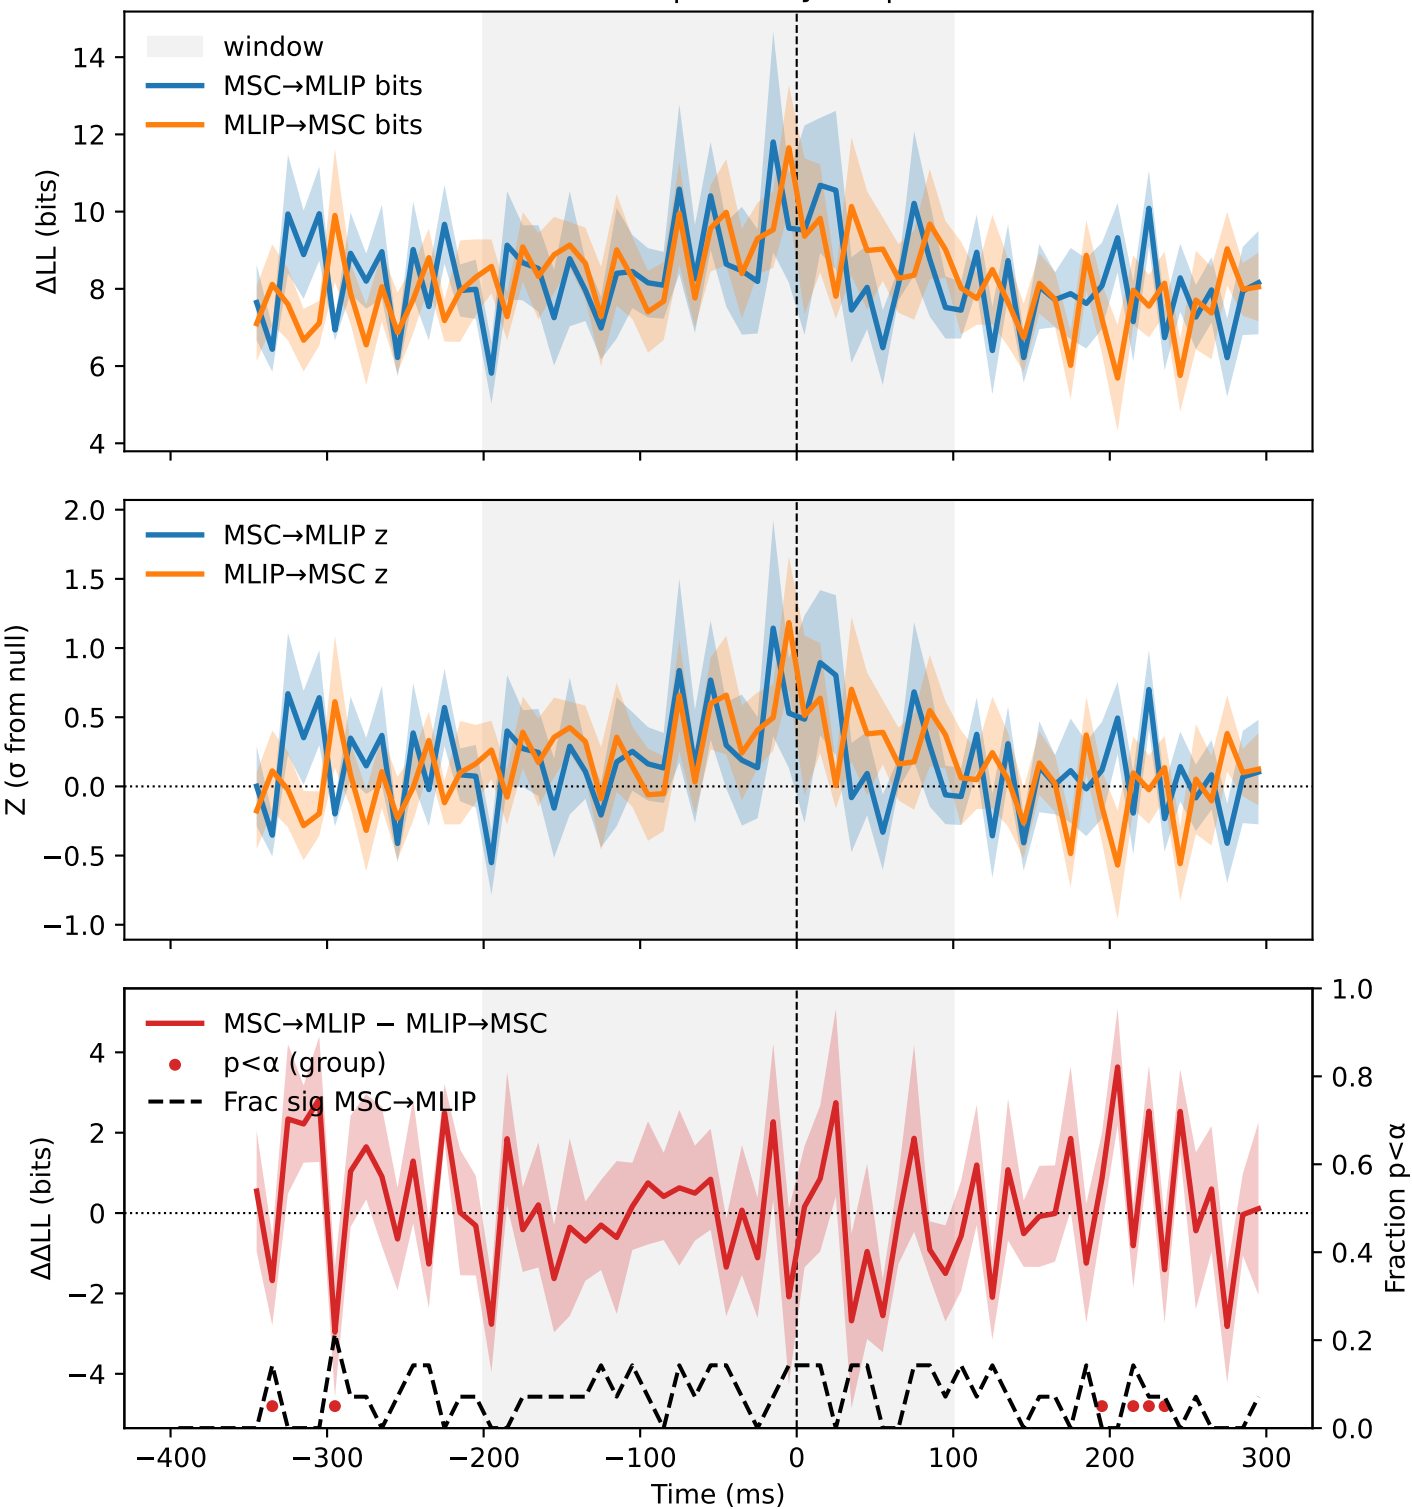 window
MSC→MLIP bits
MLIP→MSC bits
ΔLL (bits)
14
12
10
8
6
4
MSC→MLIP z
MLIP→MSC z
Z (σ from null)
2.0
1.5
1.0
0.5
0.0
−0.5
−1.0
MSC→MLIP − MLIP→MSC
p<α (group)
Frac sig MSC→MLIP
ΔΔLL (bits)
4
2
0
−2
−4
1.0
0.8
0.6
0.4
0.2
0.0
Fraction p<α
−400 −300 −200 −100 0 100 200 300
Time (ms)